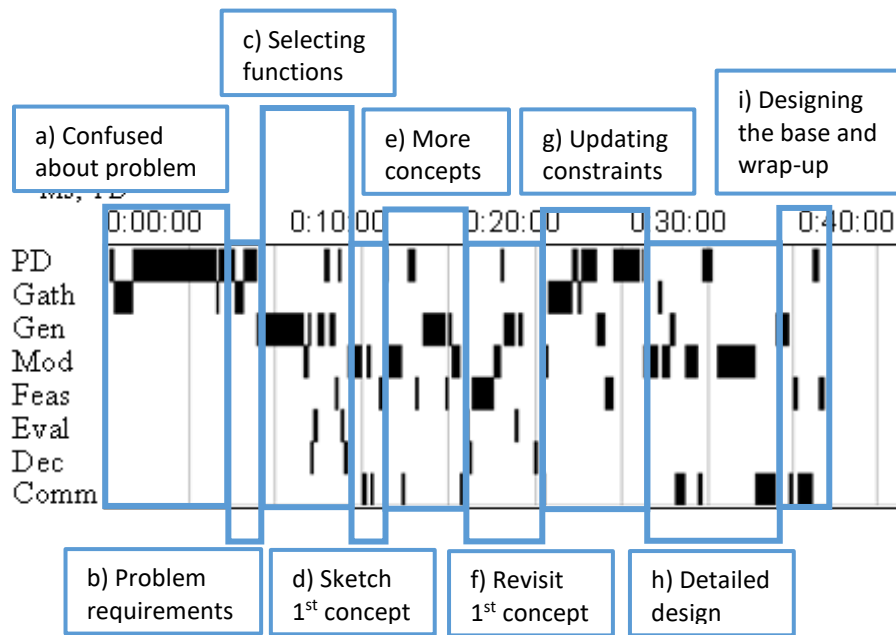 c) Selecting
functions
i) Designing
the base and
wrap-up
a) Confused
about problem
e) More
concepts
g) Updating
constraints
0:00:00 0:10:00 0:20:00 0:30:00 0:40:00
PD
Gath
Gen
Mod
Feas
Eval
Dec
Comm
b) Problem
requirements
d) Sketch
1st concept
f) Revisit
1st concept
h) Detailed
design